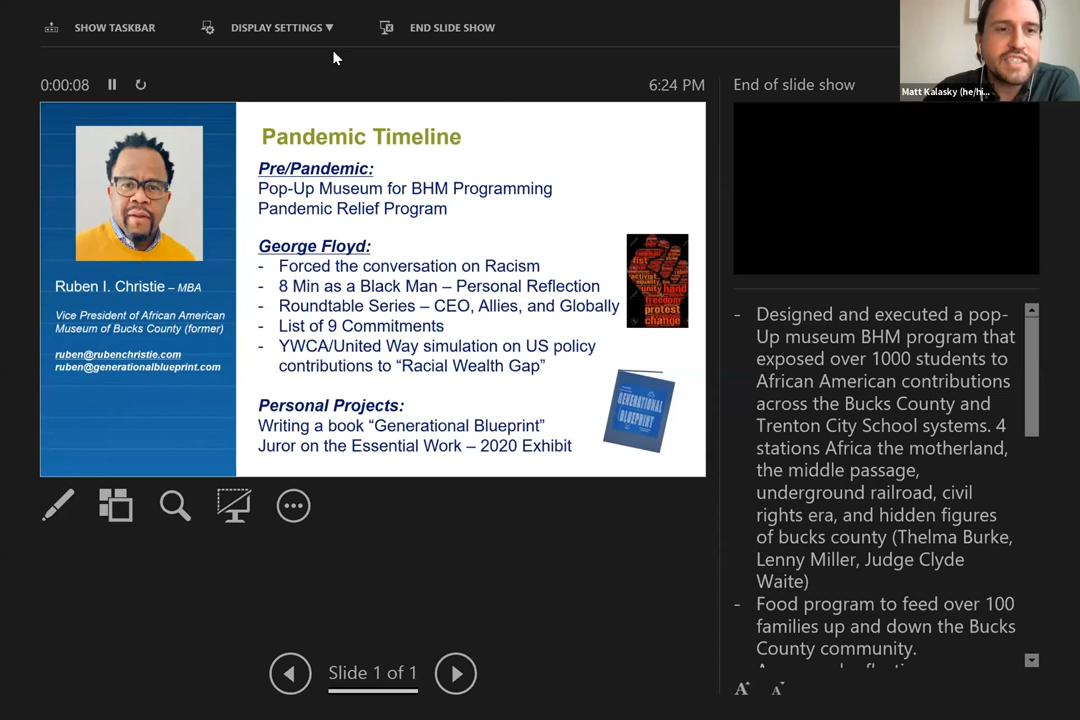 SHOW TASKBAR
DISPLAY SETTINGS ▼
END SLIDE SHOW
Matt Kalasky (he/hi...
0:00:08
6:24 PM
End of slide show
Pandemic Timeline
Pre/Pandemic:
Pop-Up Museum for BHM Programming
Pandemic Relief Program
George Floyd:
- Forced the conversation on Racism
- 8 Min as a Black Man – Personal Reflection
- Roundtable Series – CEO, Allies, and Globally
- List of 9 Commitments
- YWCA/United Way simulation on US policy
contributions to “Racial Wealth Gap”
Personal Projects:
Writing a book “Generational Blueprint”
Juror on the Essential Work – 2020 Exhibit
Ruben I. Christie – MBA
Vice President of African American
Museum of Bucks County (former)
ruben@rubenchristie.com
ruben@generationalblueprint.com
fist
activist
equality
unity hand
freedom
protest
change
GENERATIONAL
BLUEPRINT
- Designed and executed a pop-
Up museum BHM program that
exposed over 1000 students to
African American contributions
across the Bucks County and
Trenton City School systems. 4
stations Africa the motherland,
the middle passage,
underground railroad, civil
rights era, and hidden figures
of bucks county (Thelma Burke,
Lenny Miller, Judge Clyde
Waite)
- Food program to feed over 100
families up and down the Bucks
County community.
Slide 1 of 1
A A